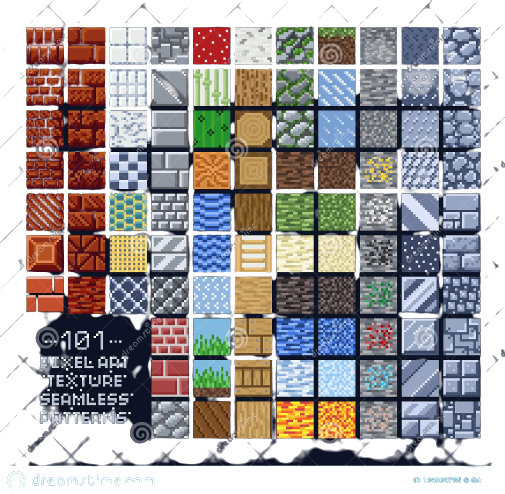 101...
PIXEL ART
TEXTURE
SEAMLESS
PATTERNS
dreamstime.com